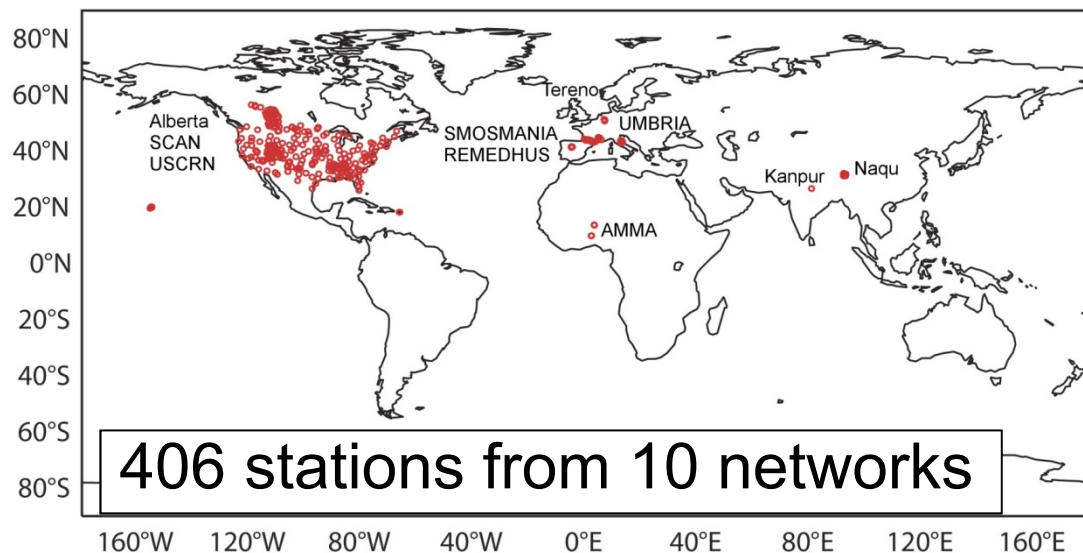 80°N
60°N
40°N
20°N
0°N
20°S
40°S
60°S
80°S
Tereno
Alberta
SCAN
USCRN
SMOSMANIA
REMEDHUS
UMBRIA
Kanpur
Naqu
AMMA
406 stations from 10 networks
160°W 120°W 80°W 40°W 0°E 40°E 80°E 120°E 160°E